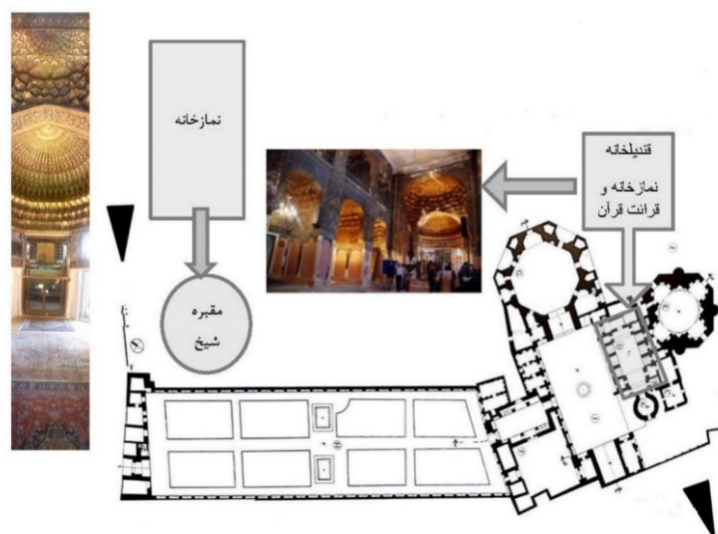 نمازخانه
مقبره
شیخ
قندیلخانه
نمازخانه و
قرائت قرآن